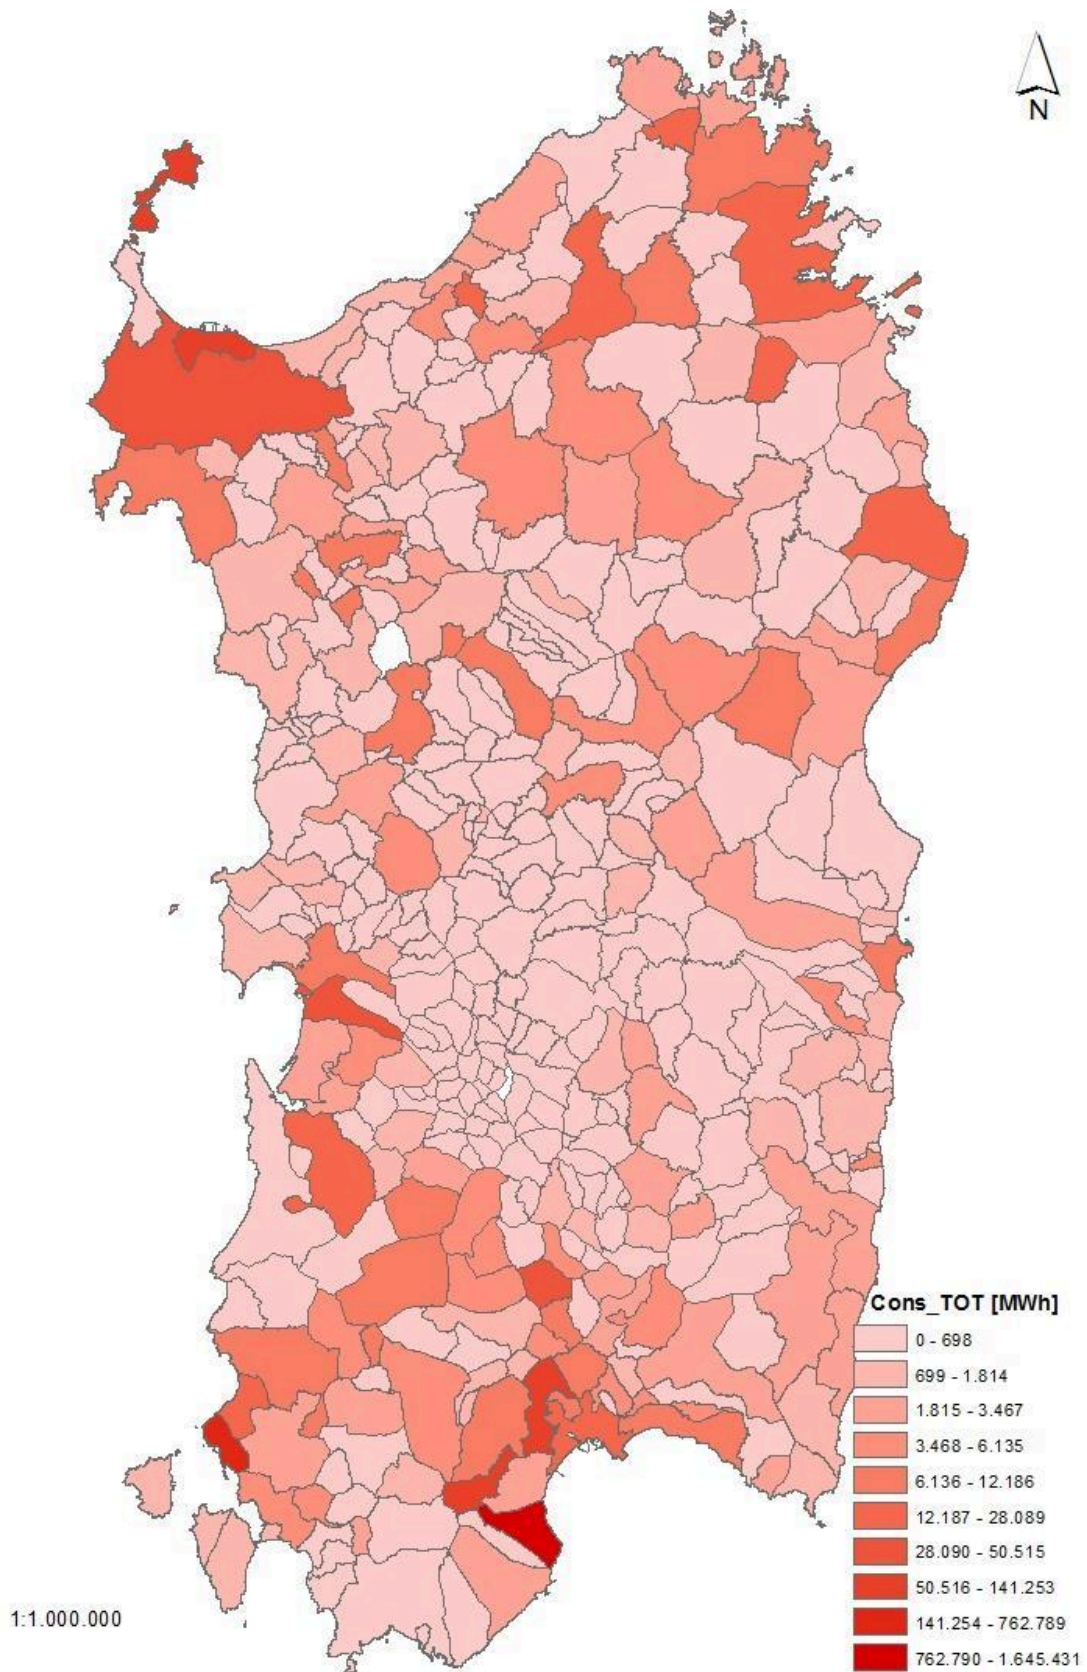 N
Cons_TOT [MWh]
0 - 698
699 - 1.814
1.815 - 3.467
3.468 - 6.135
6.136 - 12.186
12.187 - 28.089
28.090 - 50.515
50.516 - 141.253
141.254 - 762.789
762.790 - 1.645.431
1:1.000.000